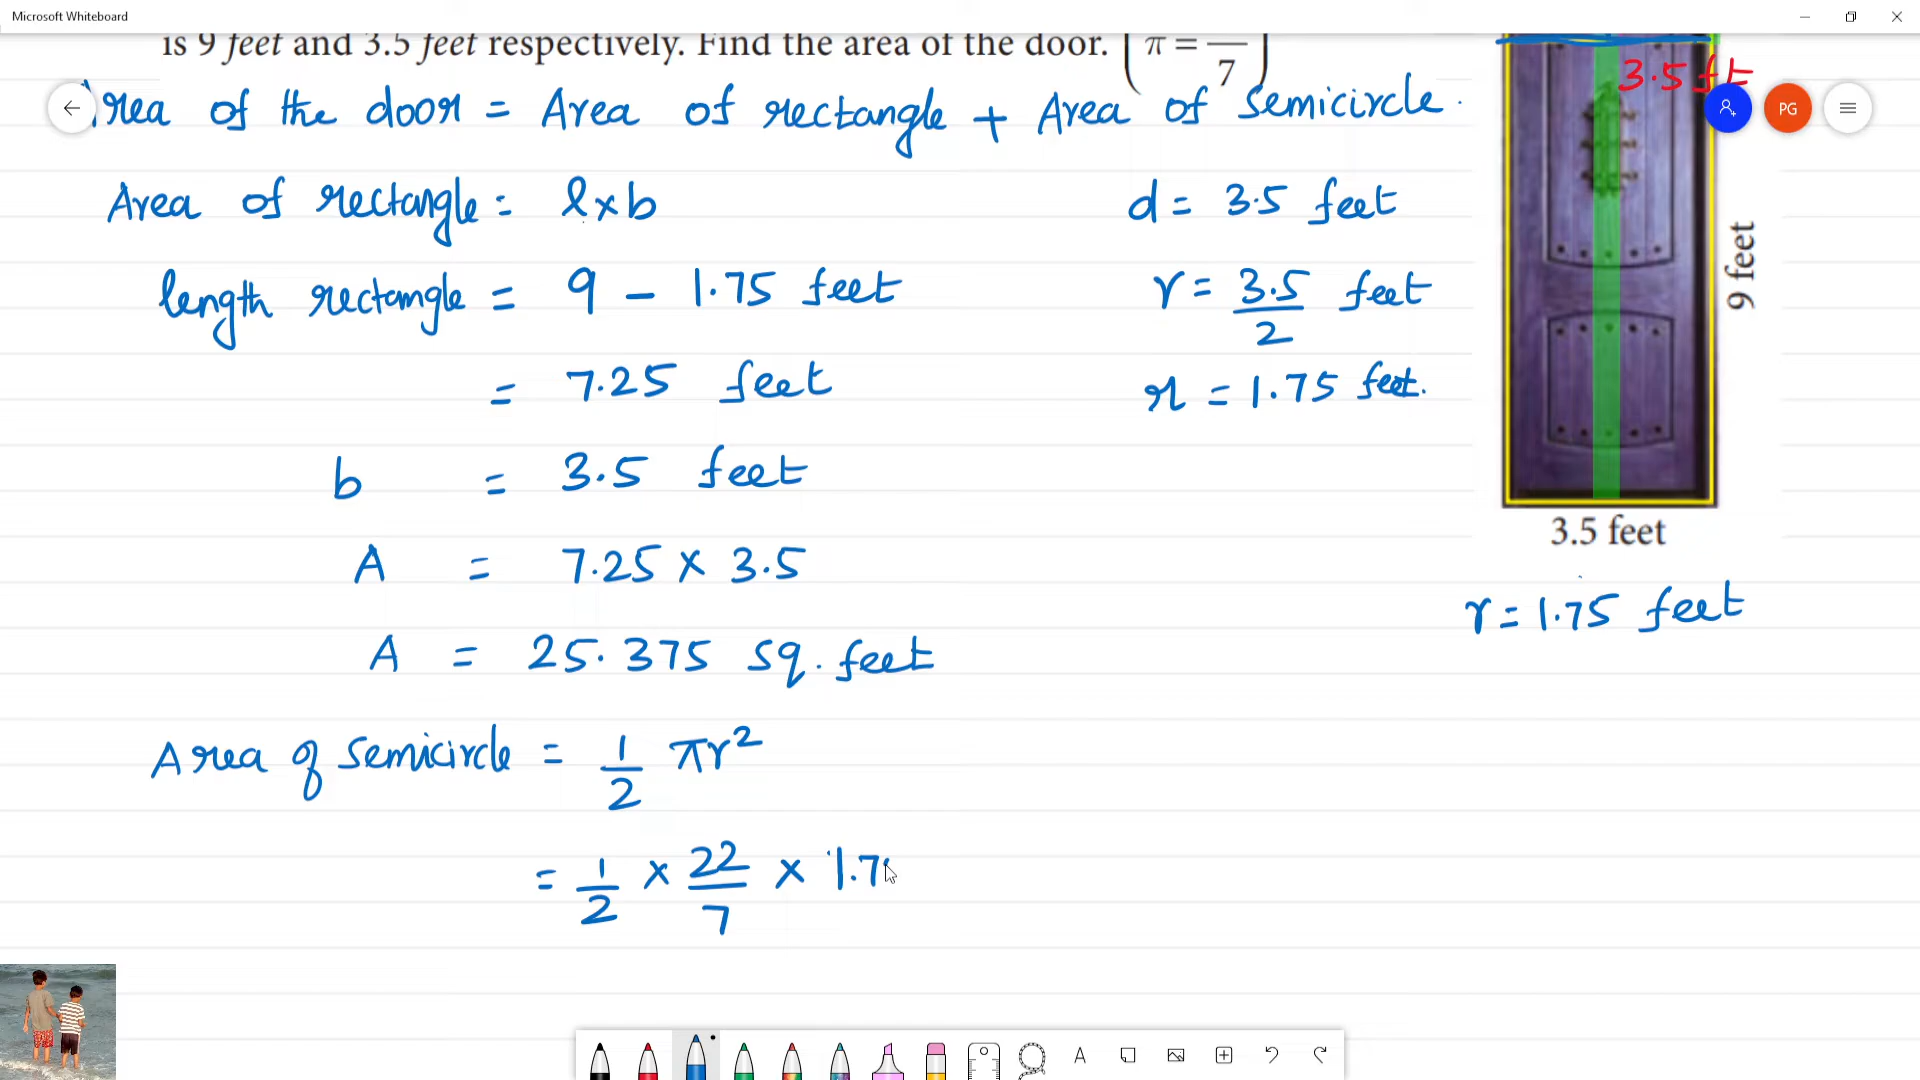 Microsoft Whiteboard
is 9 feet and 3.5 feet respectively. Find the area of the door. ( π = — 7 )
3.5 ft
PG
Area of the door = Area of rectangle + Area of semicircle.
Area of rectangle = l x b
d = 3.5 feet
length rectangle = 9 - 1.75 feet
r = 3.5/2 feet
9 feet
= 7.25 feet
r = 1.75 feet.
b = 3.5 feet
3.5 feet
A = 7.25 x 3.5
r = 1.75 feet
A = 25.375 sq. feet
Area of semicircle = 1/2 πr²
= 1/2 x 22/7 x 1.7
A